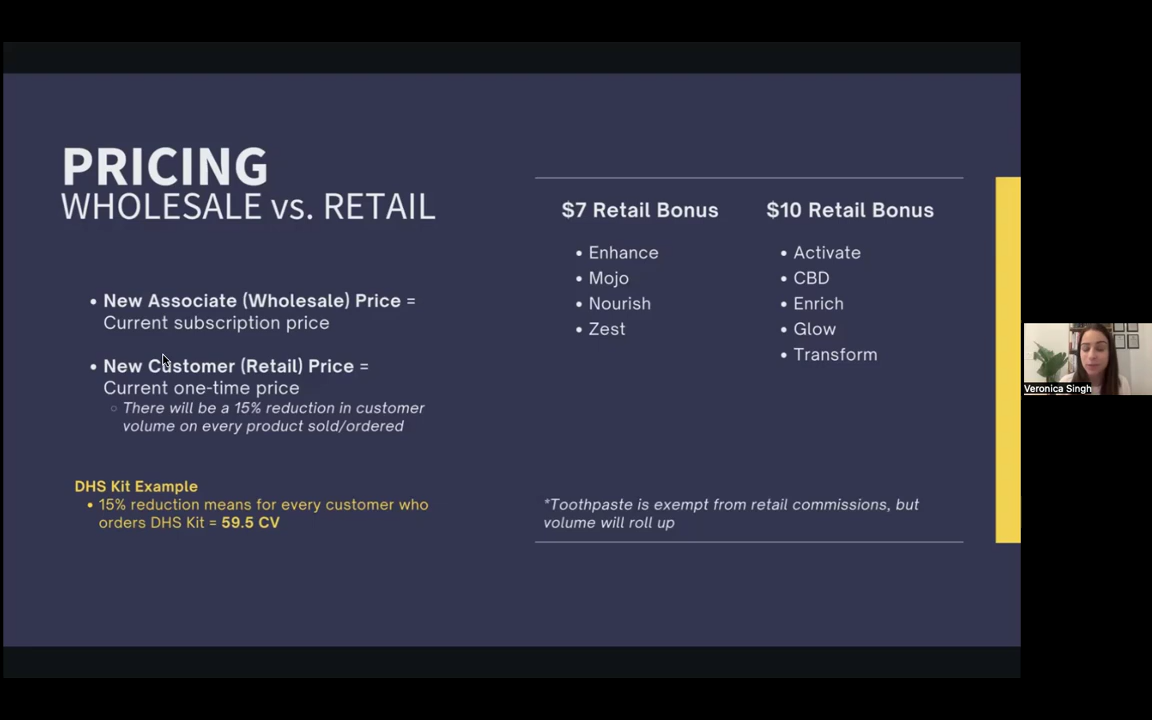 PRICING
WHOLESALE vs. RETAIL
• New Associate (Wholesale) Price =
Current subscription price
• New Customer (Retail) Price =
Current one-time price
○ There will be a 15% reduction in customer
volume on every product sold/ordered
DHS Kit Example
• 15% reduction means for every customer who
orders DHS Kit = 59.5 CV
$7 Retail Bonus
• Enhance
• Mojo
• Nourish
• Zest
$10 Retail Bonus
• Activate
• CBD
• Enrich
• Glow
• Transform
*Toothpaste is exempt from retail commissions, but
volume will roll up
Veronica Singh